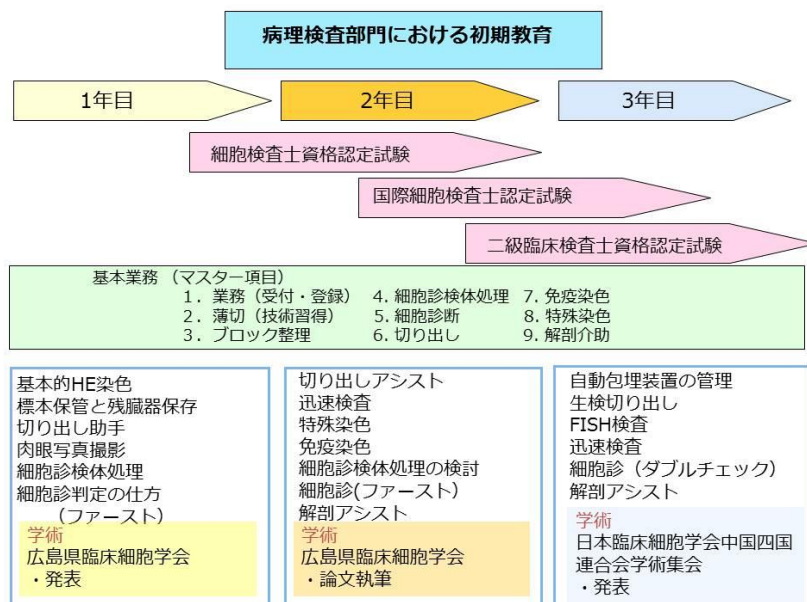 病理検査部門における初期教育
1年目
2年目
3年目
細胞検査士資格認定試験
国際細胞検査士認定試験
二級臨床検査士資格認定試験
基本業務 （マスター項目）
1．業務（受付・登録） 4．細胞診検体処理 7．免疫染色
2．薄切（技術習得） 5．細胞診断 8．特殊染色
3．ブロック整理 6．切り出し 9．解剖介助
基本的HE染色
標本保管と残臓器保存
切り出し助手
肉眼写真撮影
細胞診検体処理
細胞診判定の仕方
（ファースト）
学術
広島県臨床細胞学会
・発表
切り出しアシスト
迅速検査
特殊染色
免疫染色
細胞診検体処理の検討
細胞診(ファースト）
解剖アシスト
学術
広島県臨床細胞学会
・論文執筆
自動包埋装置の管理
生検切り出し
FISH検査
迅速検査
細胞診（ダブルチェック）
解剖アシスト
学術
日本臨床細胞学会中国四国
連合会学術集会
・発表